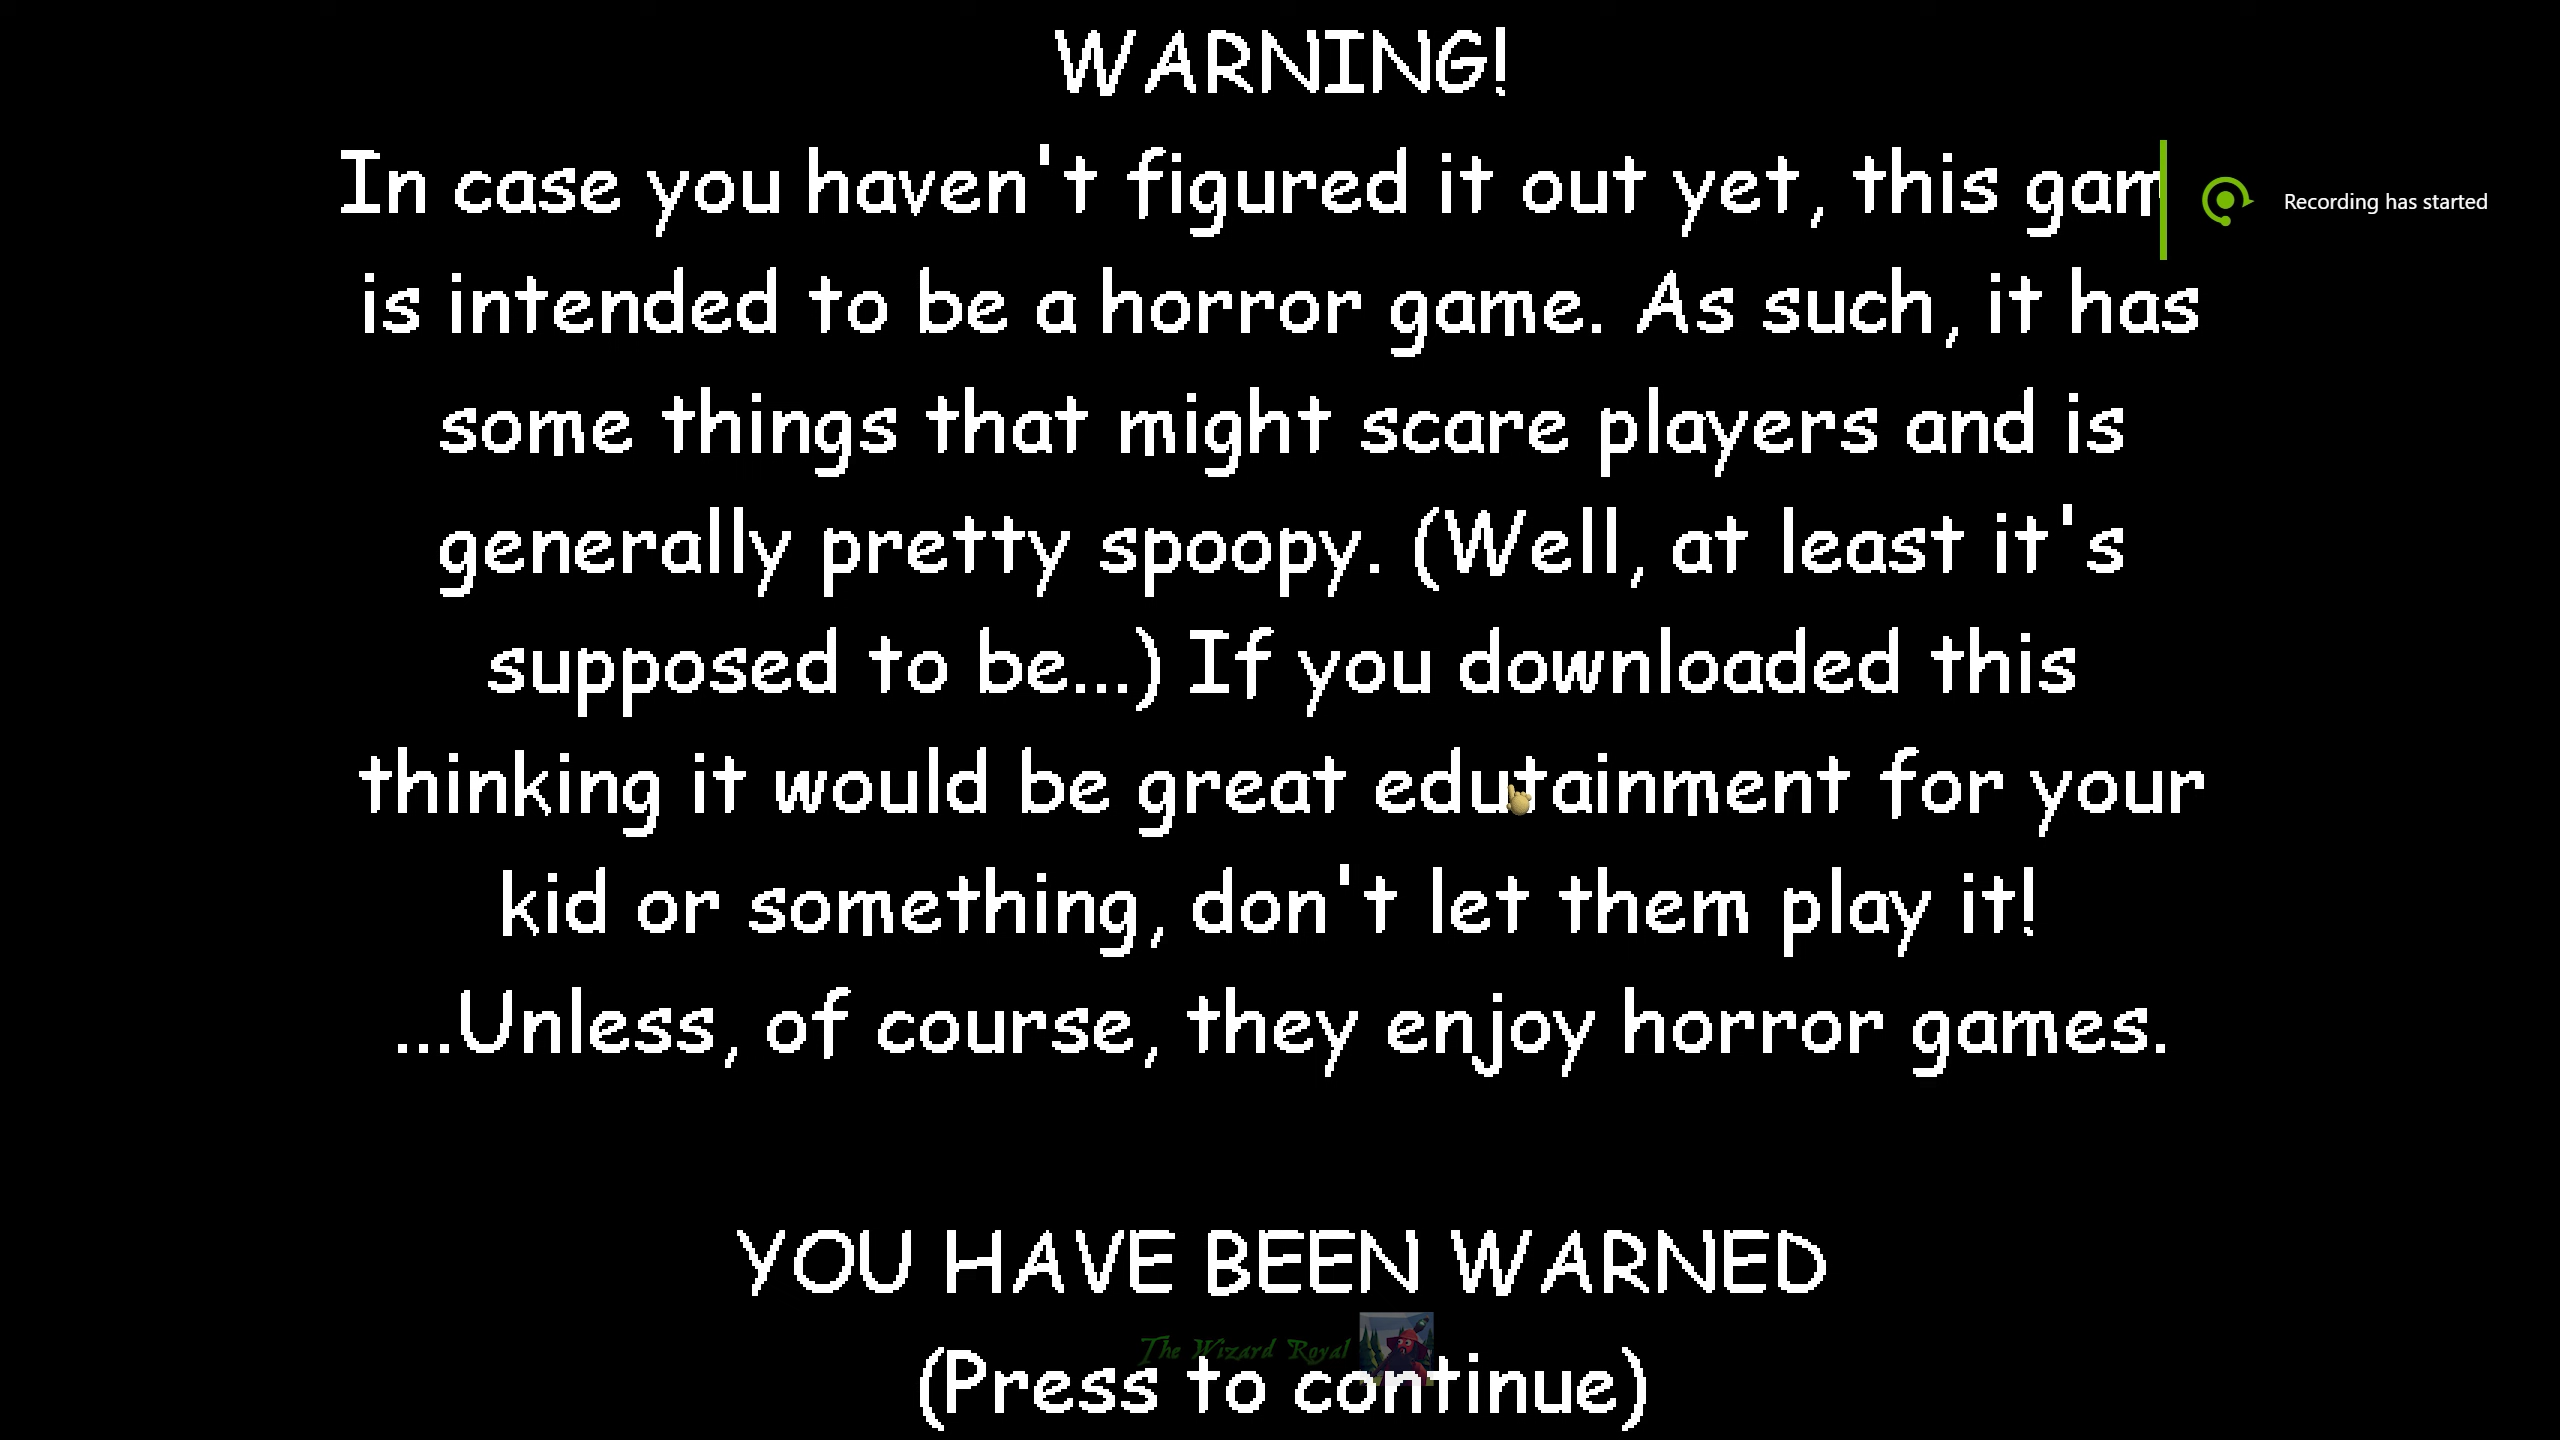 WARNING!
In case you haven't figured it out yet, this gam
Recording has started
is intended to be a horror game. As such, it has
some things that might scare players and is
generally pretty spoopy. (Well, at least it's
supposed to be...) If you downloaded this
thinking it would be great edutainment for your
kid or something, don't let them play it!
...Unless, of course, they enjoy horror games.
YOU HAVE BEEN WARNED
The Wizard Royal
(Press to continue)